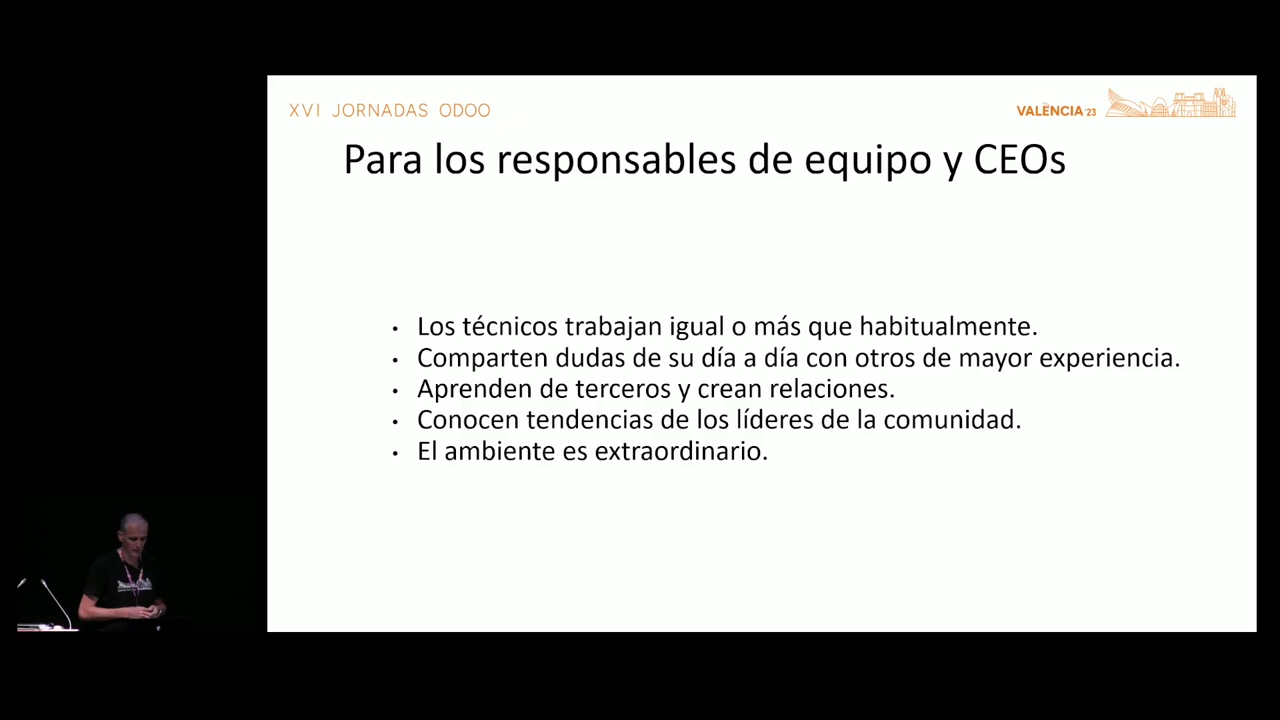 XVI JORNADAS ODOO
VALÈNCIA '23
Para los responsables de equipo y CEOs
• Los técnicos trabajan igual o más que habitualmente.
• Comparten dudas de su día a día con otros de mayor experiencia.
• Aprenden de terceros y crean relaciones.
• Conocen tendencias de los líderes de la comunidad.
• El ambiente es extraordinario.